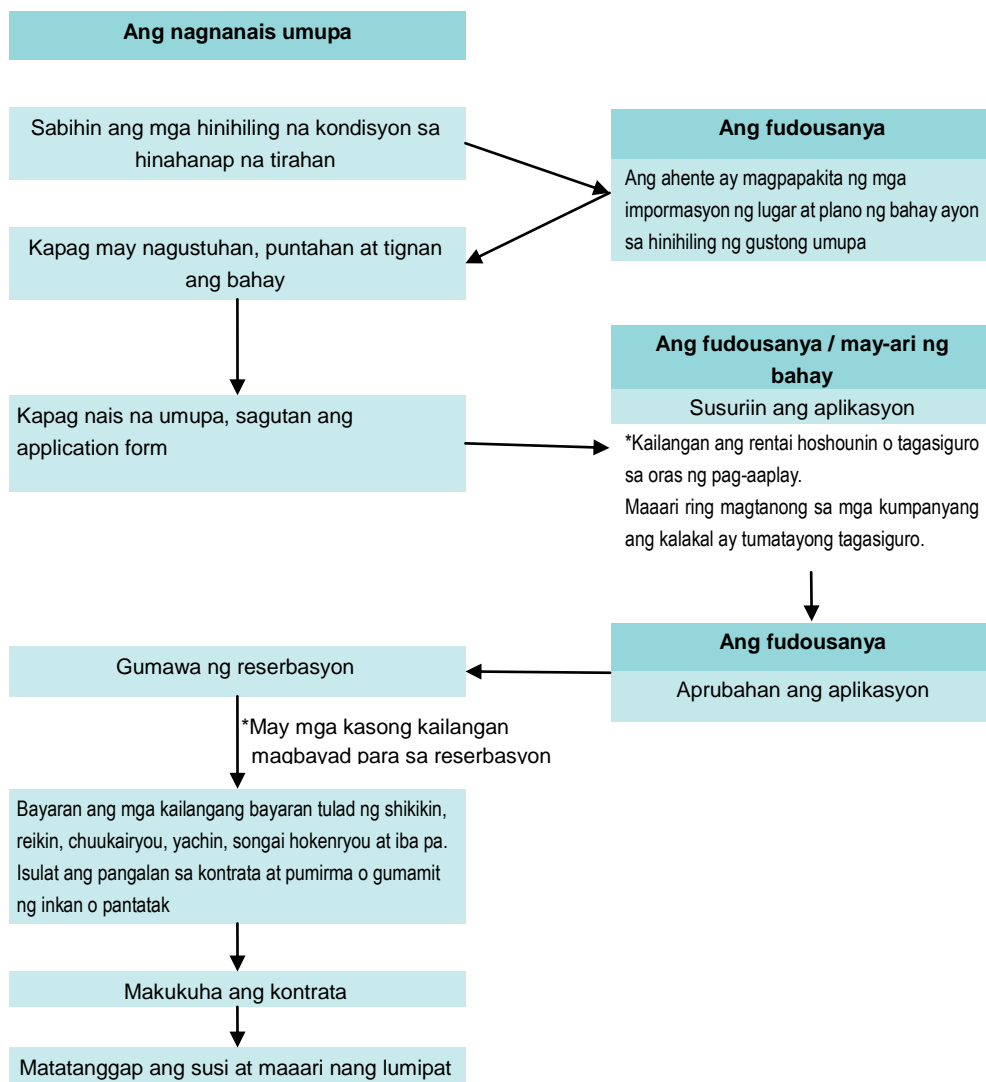 Ang nagnanais umupa
Sabihin ang mga hinihiling na kondisyon sa
hinahanap na tirahan
Ang fudousanya
Ang ahente ay magpapakita ng mga
impormasyon ng lugar at plano ng bahay ayon
sa hinihiling ng gustong umupa
Kapag may nagustuhan, puntahan at tignan
ang bahay
Ang fudousanya / may-ari ng
bahay
Susuriin ang aplikasyon
Kapag nais na umupa, sagutan ang
application form
*Kailangan ang rentai hoshounin o tagasiguro
sa oras ng pag-aaplay.
Maaari ring magtanong sa mga kumpanyang
ang kalakal ay tumatayong tagasiguro.
Ang fudousanya
Aprubahan ang aplikasyon
Gumawa ng reserbasyon
*May mga kasong kailangan
magbayad para sa reserbasyon
Bayaran ang mga kailangang bayaran tulad ng shikikin,
reikin, chuukairyou, yachin, songai hokenryou at iba pa.
Isulat ang pangalan sa kontrata at pumirma o gumamit
ng inkan o pantatak
Makukuha ang kontrata
Matatanggap ang susi at maaari nang lumipat